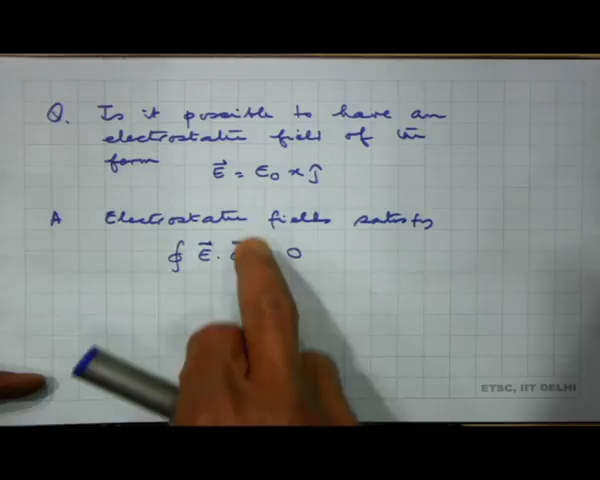 Q. Is it possible to have an
electrostatic field of the
form
E⃗ = E₀ x ĵ
A Electrostatic fields satisfy
∮ E⃗ . 0
ETSC, IIT DELHI